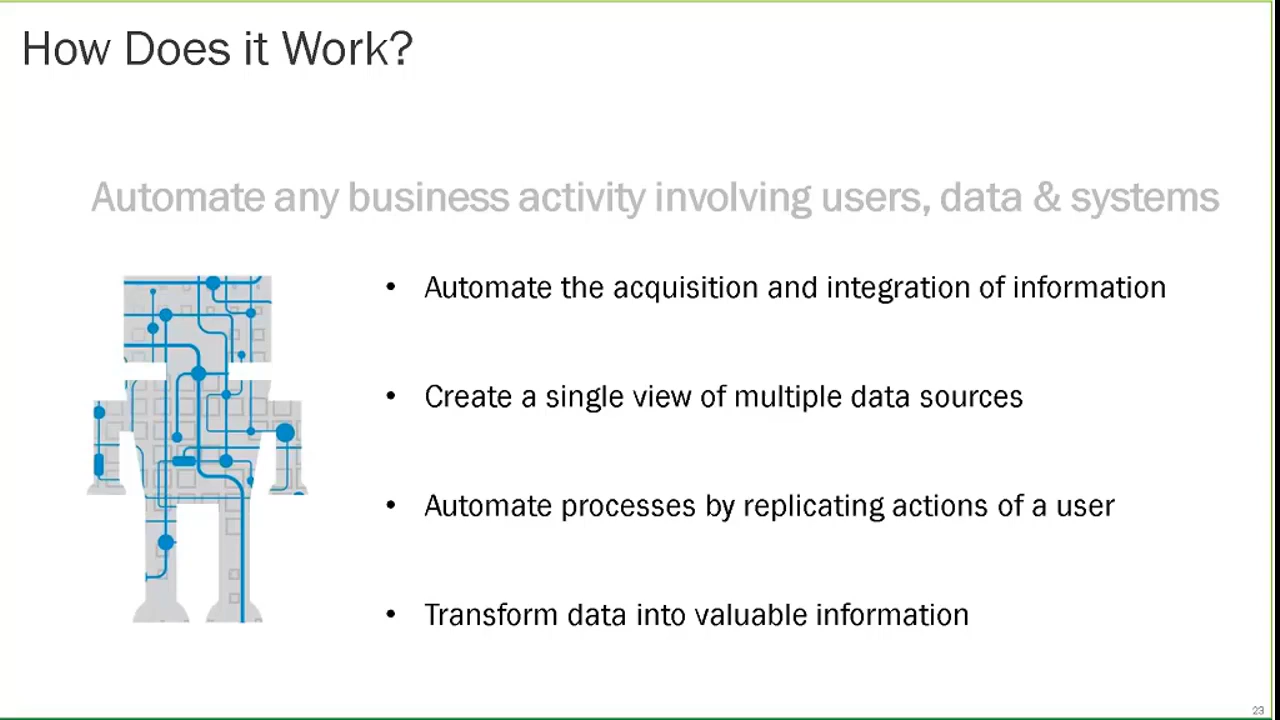 How Does it Work?
Automate any business activity involving users, data & systems
• Automate the acquisition and integration of information
• Create a single view of multiple data sources
• Automate processes by replicating actions of a user
• Transform data into valuable information
23